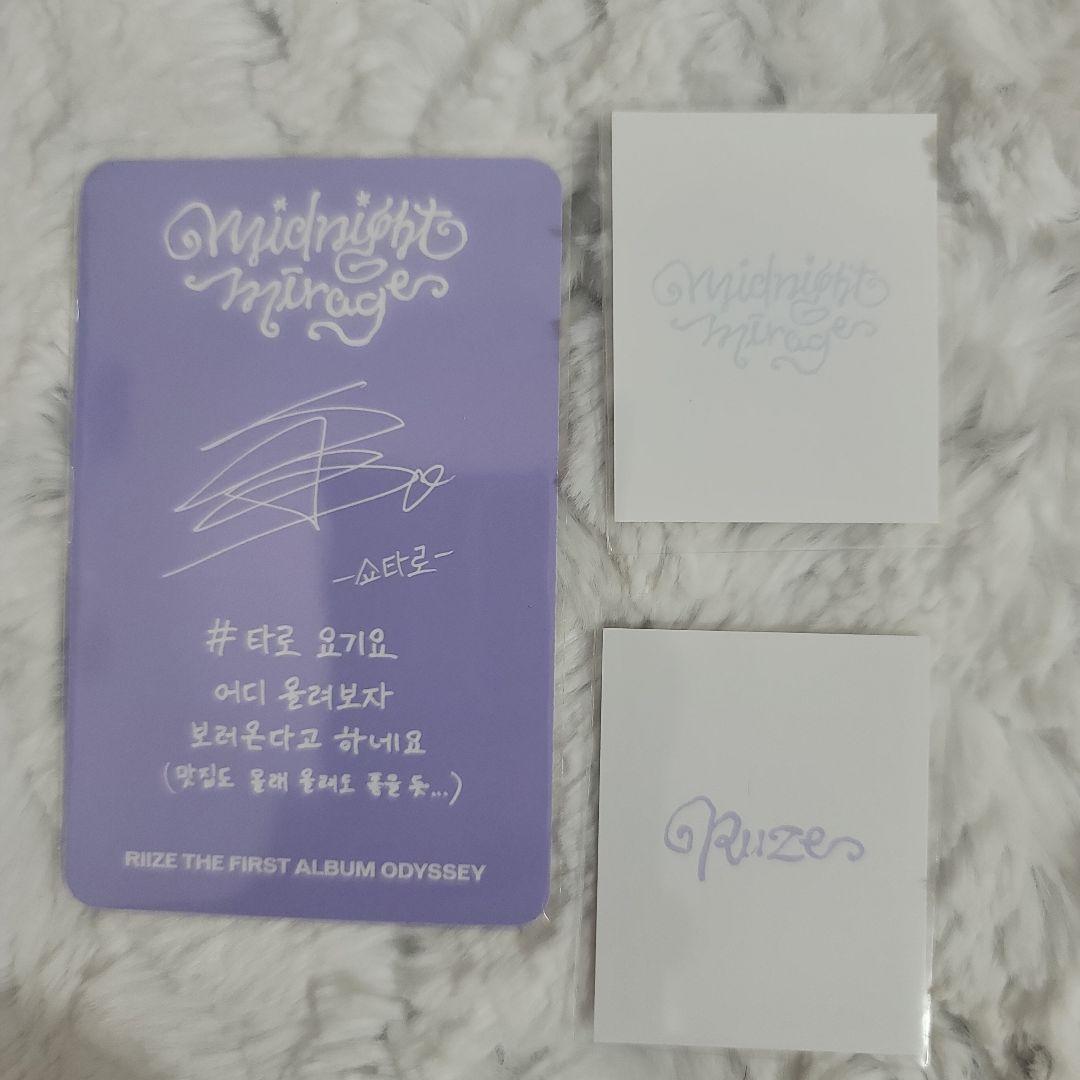 midnight
mirage
-쇼타로-
# 타로 요기요
어디 올려보자
보러온다고 하네요
(맛집도 몰래 올려도 좋을 듯...)
RIIZE THE FIRST ALBUM ODYSSEY
midnight
mirage
Riize